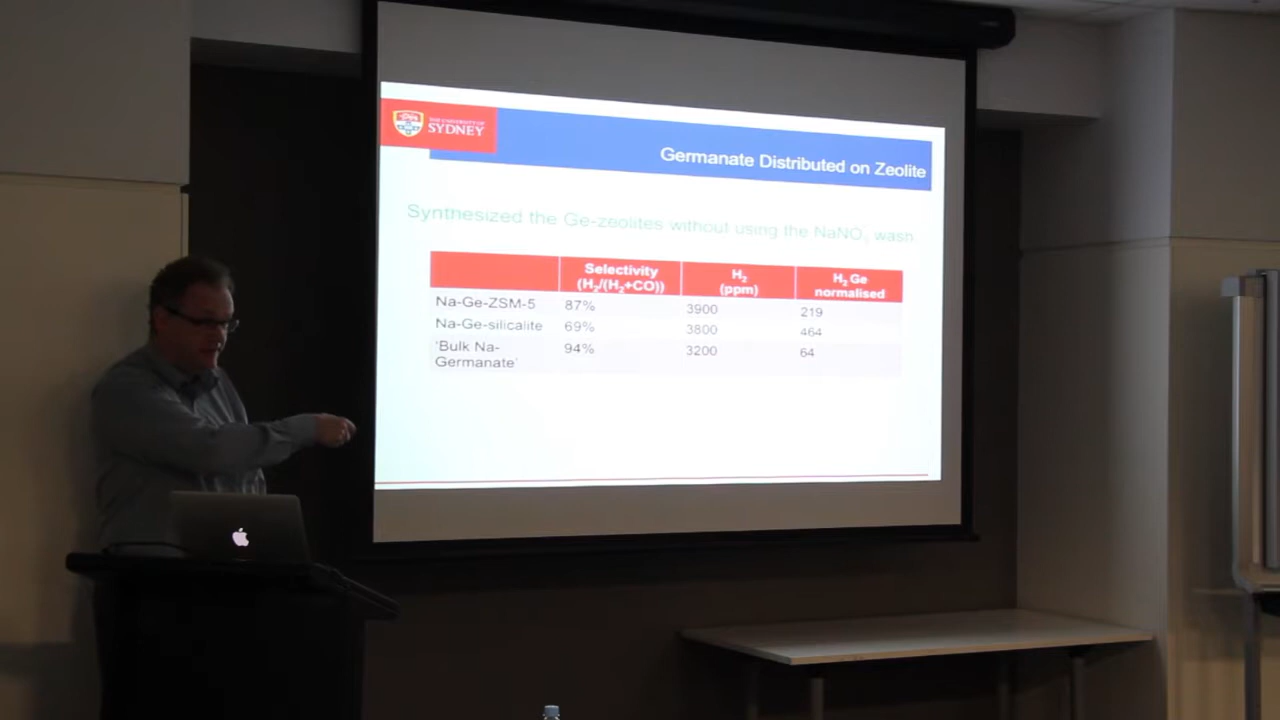 THE UNIVERSITY OF
SYDNEY
Germanate Distributed on Zeolite
Synthesized the Ge-zeolites without using the NaNO₃ wash
Selectivity (H₂/(H₂+CO)) H₂ (ppm) H₂ Ge normalised
Na-Ge-ZSM-5 87% 3900 219
Na-Ge-silicalite 69% 3800 464
'Bulk Na-Germanate' 94% 3200 64